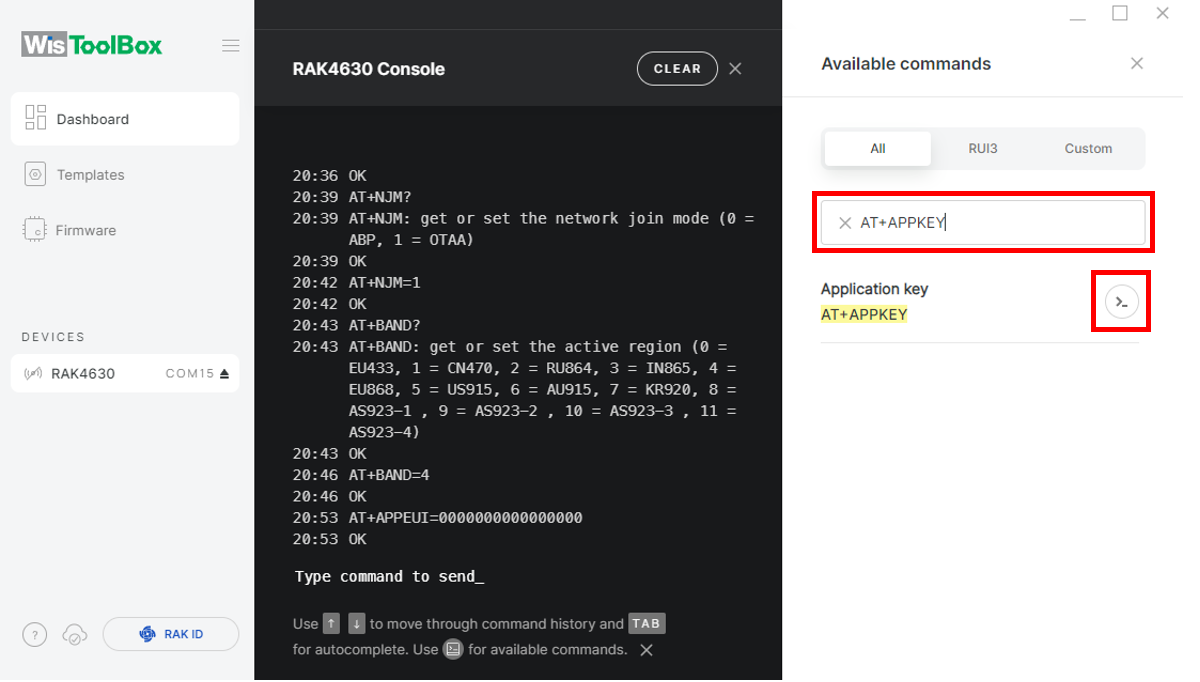 WisToolBox
Dashboard
Templates
Firmware
DEVICES
RAK4630 COM15
?
RAK ID
RAK4630 Console
CLEAR
20:36 OK
20:39 AT+NJM?
20:39 AT+NJM: get or set the network join mode (0 =
ABP, 1 = OTAA)
20:39 OK
20:42 AT+NJM=1
20:42 OK
20:43 AT+BAND?
20:43 AT+BAND: get or set the active region (0 =
EU433, 1 = CN470, 2 = RU864, 3 = IN865, 4 =
EU868, 5 = US915, 6 = AU915, 7 = KR920, 8 =
AS923-1 , 9 = AS923-2 , 10 = AS923-3 , 11 =
AS923-4)
20:43 OK
20:46 AT+BAND=4
20:46 OK
20:53 AT+APPEUI=0000000000000000
20:53 OK
Type command to send_
Use ↑ ↓ to move through command history and TAB
for autocomplete. Use for available commands.
Available commands
All RUI3 Custom
AT+APPKEY
Application key
AT+APPKEY